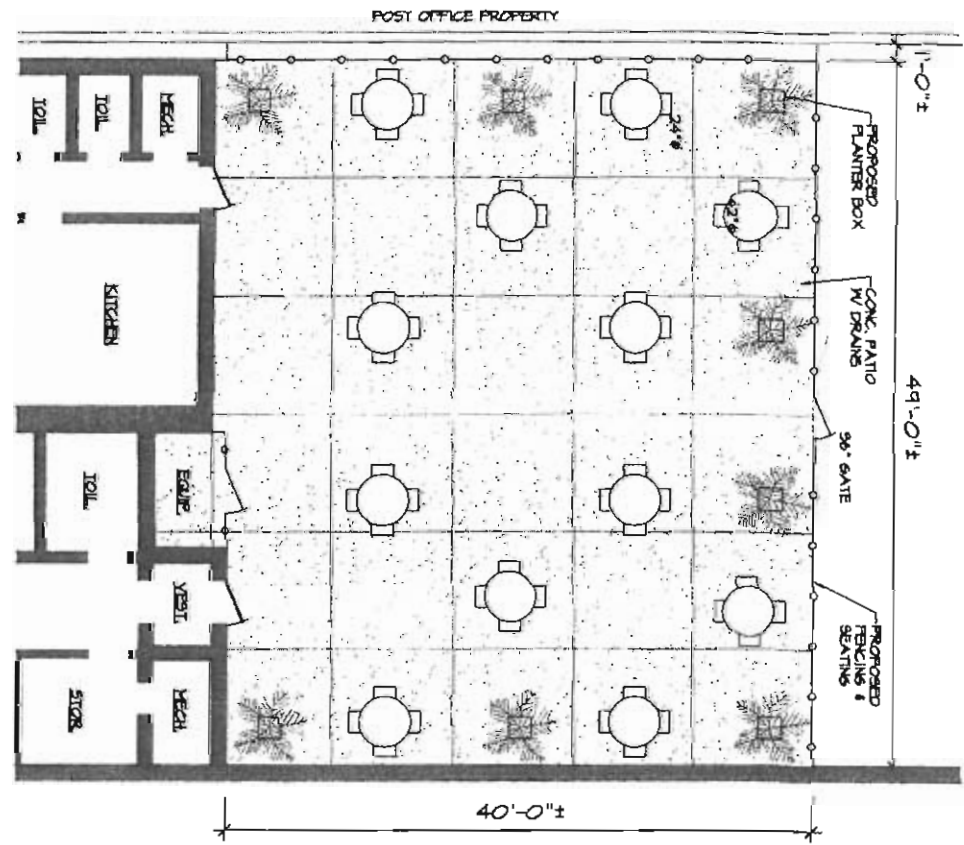 POST OFFICE PROPERTY
1'-0"±
TOIL
TOIL
MECH
24"ø
PROPOSED
PLANTER BOX
42"ø
KITCHEN
CONC. PATIO
W/ DRAINS
49'-0"±
36" GATE
TOIL
EQUIP
VEST.
PROPOSED
FENCING &
SEATING
STOR
MECH
40'-0"±